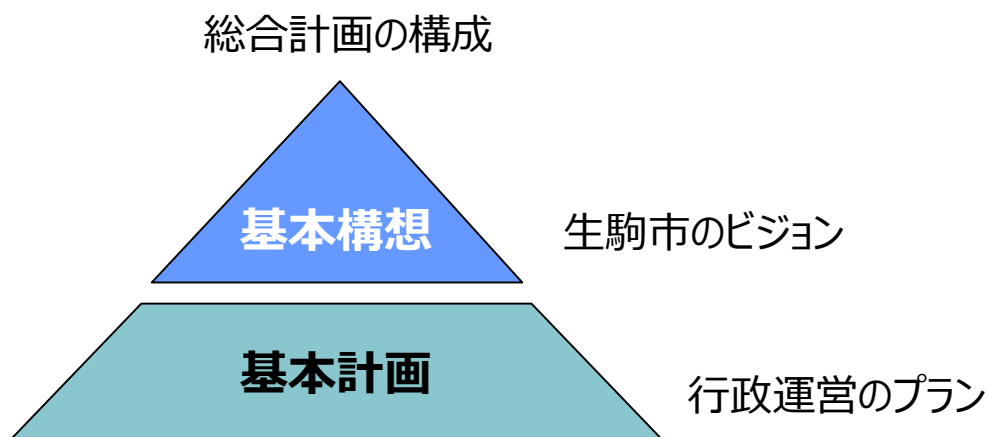 総合計画の構成
基本構想
生駒市のビジョン
基本計画
行政運営のプラン